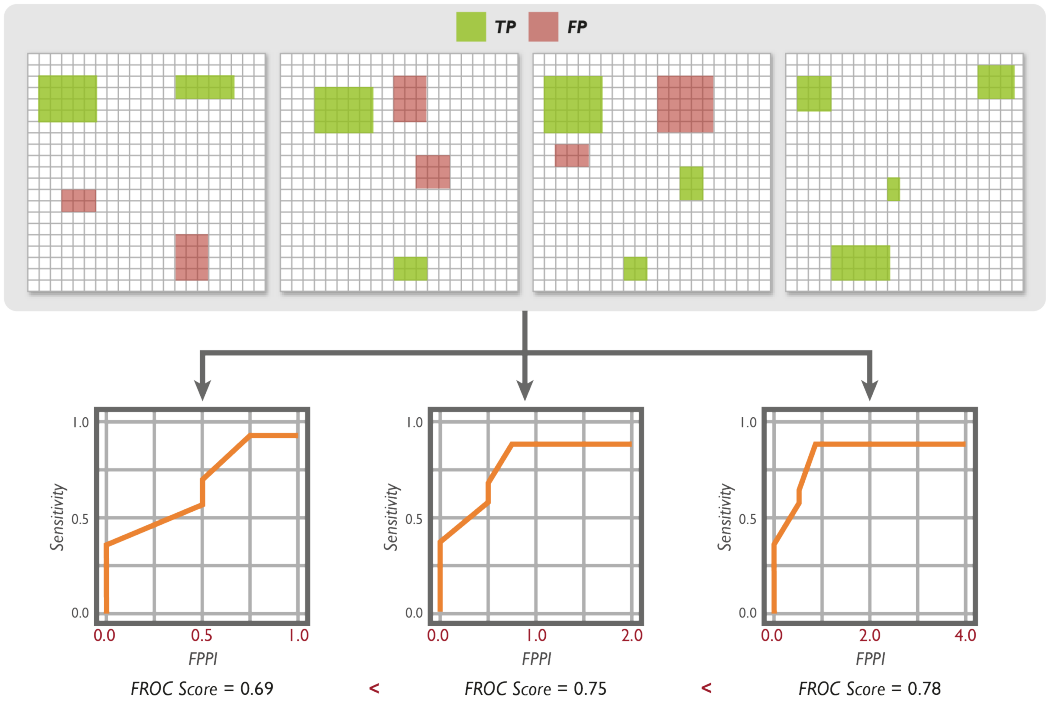 TP FP
1.0 1.0 1.0
Sensitivity Sensitivity Sensitivity
0.5 0.5 0.5
0.0 0.0 0.0
0.0 0.5 1.0 0.0 1.0 2.0 0.0 2.0 4.0
FPPI FPPI FPPI
FROC Score = 0.69 < FROC Score = 0.75 < FROC Score = 0.78